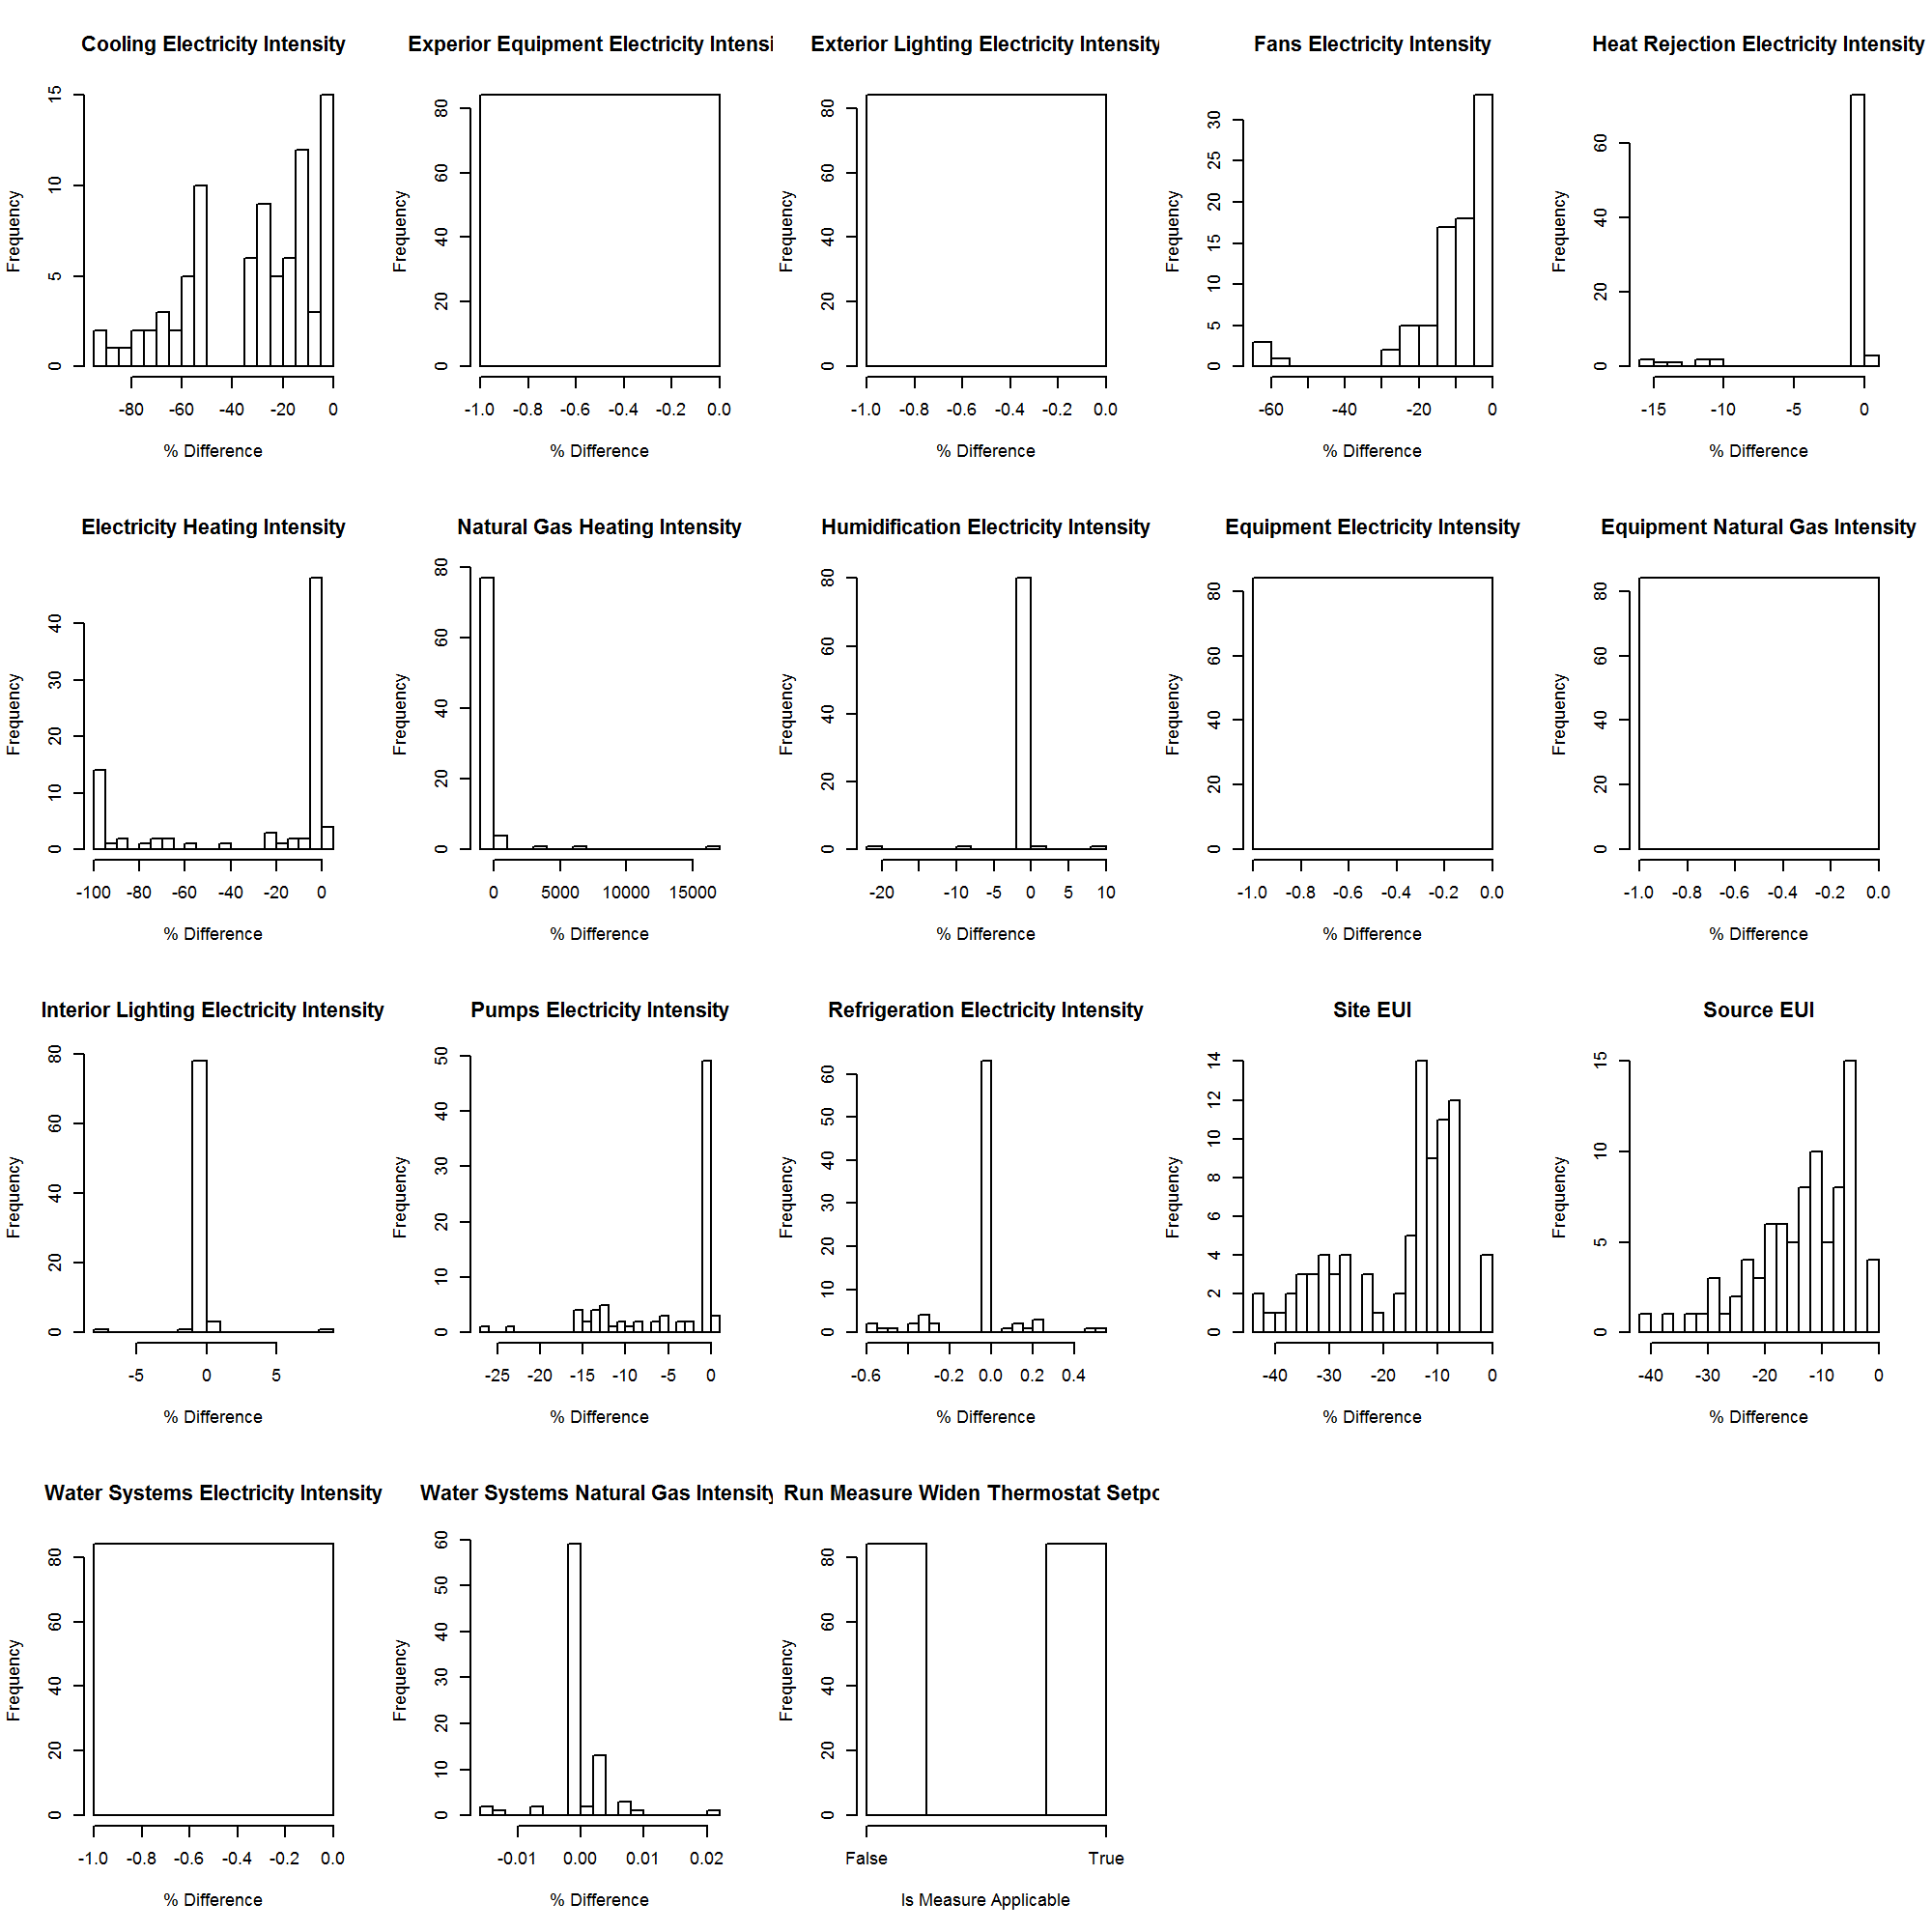 Cooling Electricity Intensity
15
10
5
0
Frequency
-80 -60 -40 -20 0
% Difference
Experior Equipment Electricity Intensi
80
60
40
20
0
Frequency
-1.0 -0.8 -0.6 -0.4 -0.2 0.0
% Difference
Exterior Lighting Electricity Intensity
80
60
40
20
0
Frequency
-1.0 -0.8 -0.6 -0.4 -0.2 0.0
% Difference
Fans Electricity Intensity
30
25
20
15
10
5
0
Frequency
-60 -40 -20 0
% Difference
Heat Rejection Electricity Intensity
60
40
20
0
Frequency
-15 -10 -5 0
% Difference
Electricity Heating Intensity
40
30
20
10
0
Frequency
-100 -80 -60 -40 -20 0
% Difference
Natural Gas Heating Intensity
80
60
40
20
0
Frequency
0 5000 10000 15000
% Difference
Humidification Electricity Intensity
80
60
40
20
0
Frequency
-20 -10 -5 0 5 10
% Difference
Equipment Electricity Intensity
80
60
40
20
0
Frequency
-1.0 -0.8 -0.6 -0.4 -0.2 0.0
% Difference
Equipment Natural Gas Intensity
80
60
40
20
0
Frequency
-1.0 -0.8 -0.6 -0.4 -0.2 0.0
% Difference
Interior Lighting Electricity Intensity
80
60
40
20
0
Frequency
-5 0 5
% Difference
Pumps Electricity Intensity
50
40
30
20
10
0
Frequency
-25 -20 -15 -10 -5 0
% Difference
Refrigeration Electricity Intensity
60
50
40
30
20
10
0
Frequency
-0.6 -0.2 0.0 0.2 0.4
% Difference
Site EUI
14
12
10
8
6
4
2
0
Frequency
-40 -30 -20 -10 0
% Difference
Source EUI
15
10
5
0
Frequency
-40 -30 -20 -10 0
% Difference
Water Systems Electricity Intensity
80
60
40
20
0
Frequency
-1.0 -0.8 -0.6 -0.4 -0.2 0.0
% Difference
Water Systems Natural Gas Intensity
60
50
40
30
20
10
0
Frequency
-0.01 0.00 0.01 0.02
% Difference
Run Measure Widen Thermostat Setpo
80
60
40
20
0
Frequency
False True
Is Measure Applicable